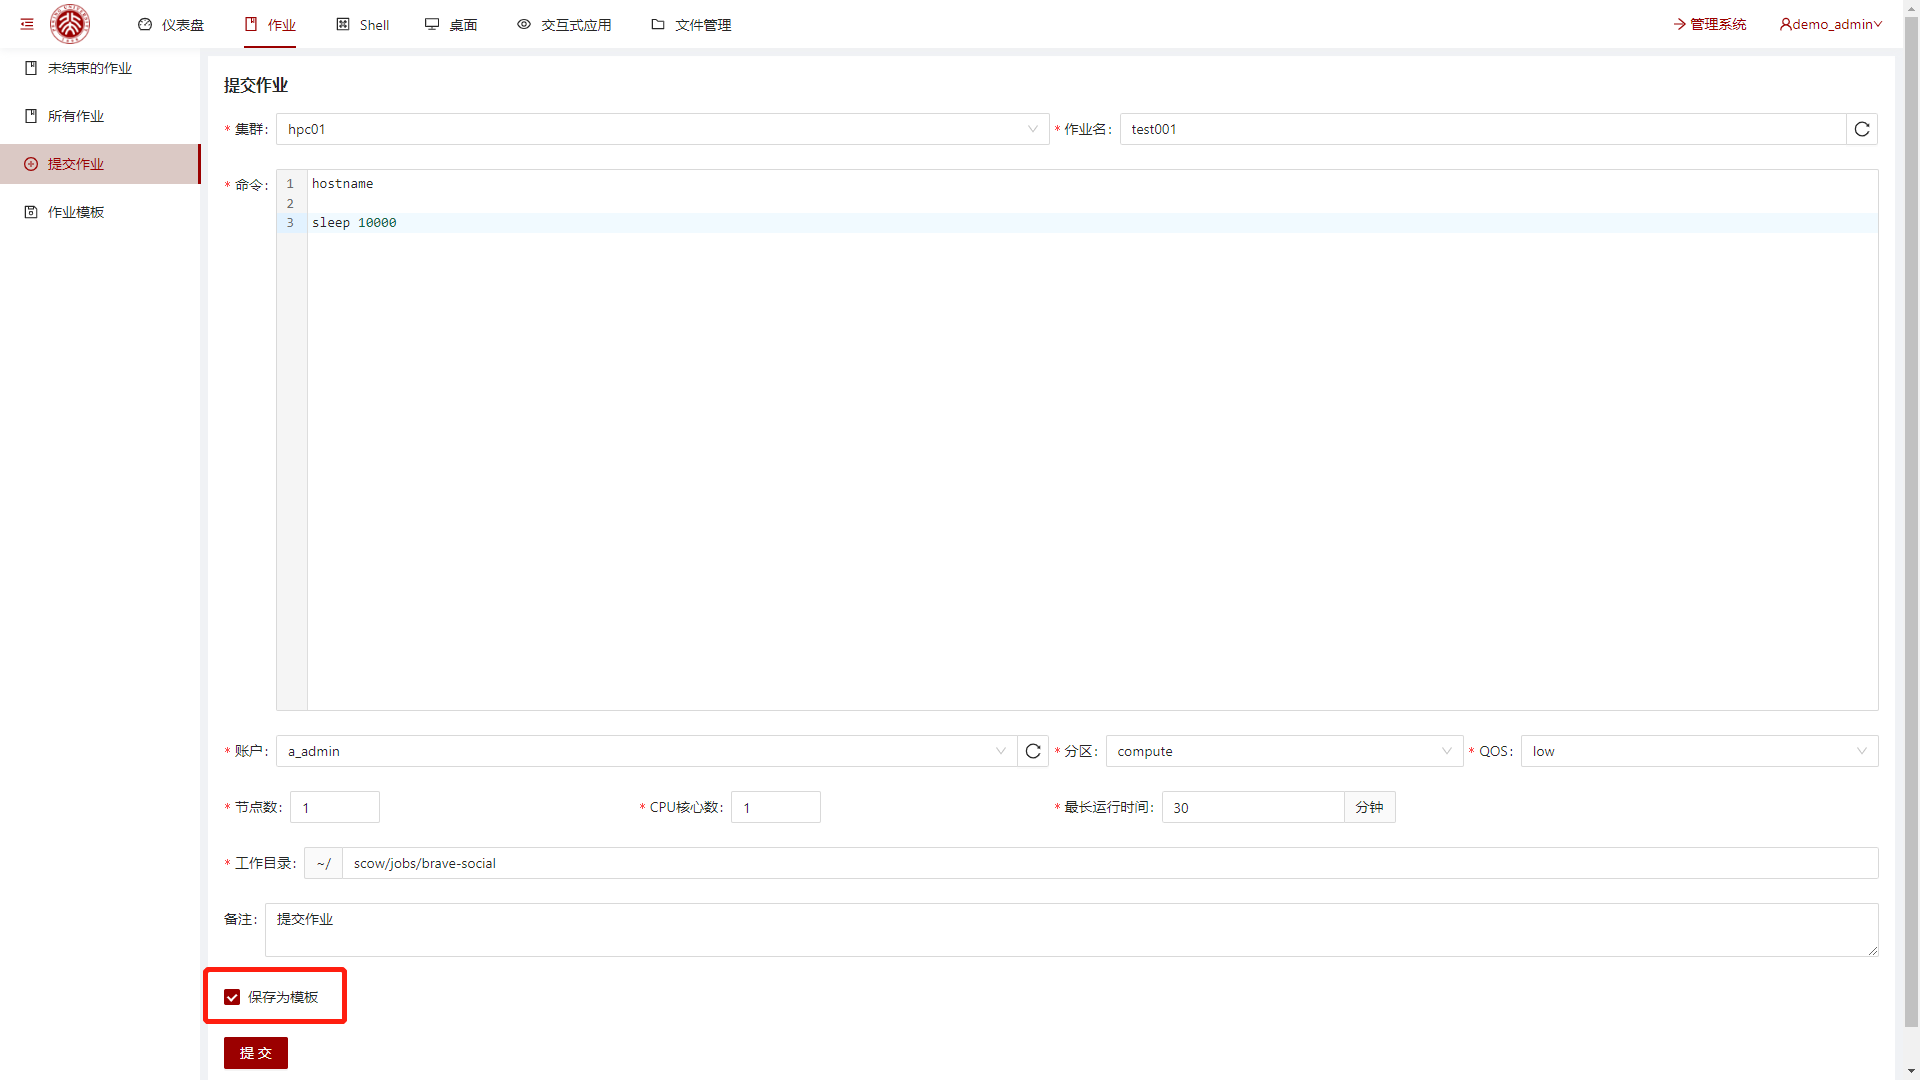 仪表盘
作业
Shell
桌面
交互式应用
文件管理
管理系统
demo_admin
未结束的作业
所有作业
提交作业
作业模板
提交作业
* 集群: hpc01
* 作业名: test001
* 命令:
1 hostname
2
3 sleep 10000
* 账户: a_admin
* 分区: compute
* QOS: low
* 节点数: 1
* CPU核心数: 1
* 最长运行时间: 30 分钟
* 工作目录: ~/ scow/jobs/brave-social
备注: 提交作业
保存为模板
提 交